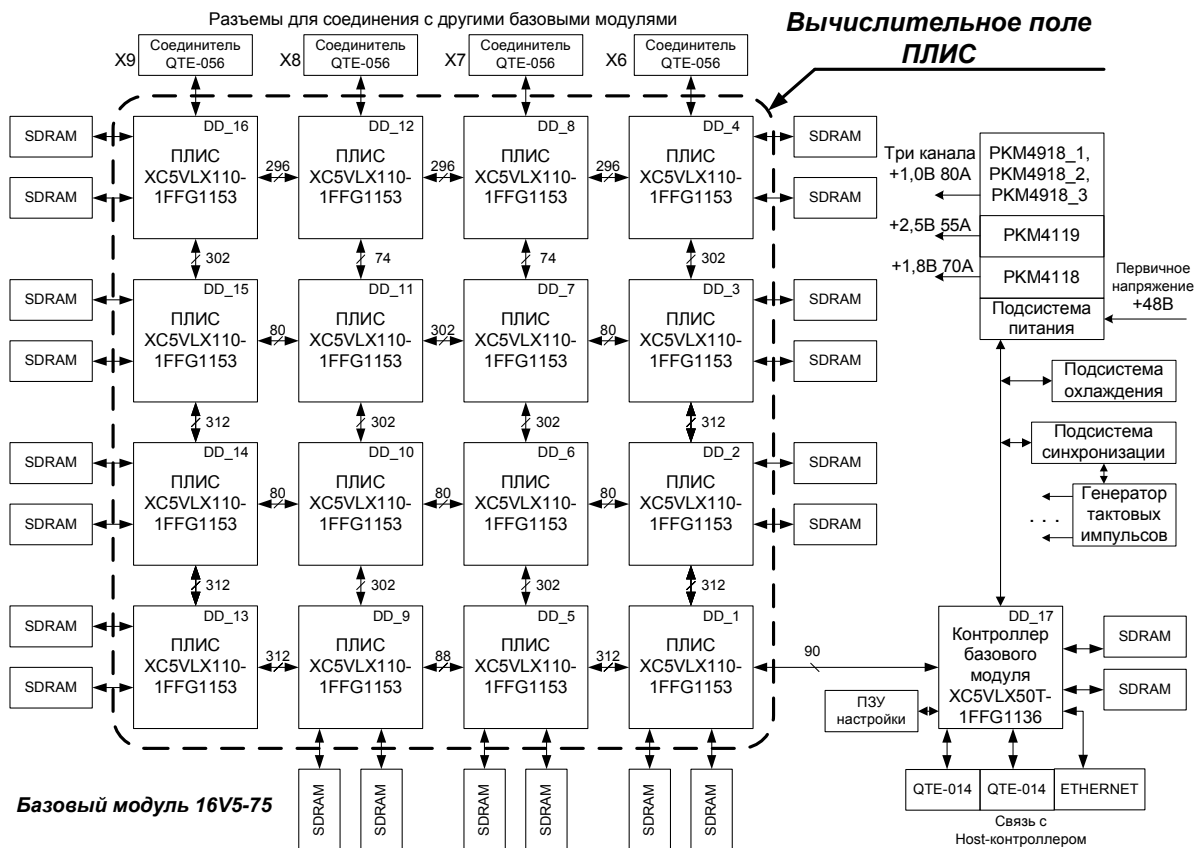 Разъемы для соединения с другими базовыми модулями
Вычислительное поле
ПЛИС
X9
Соединитель
QTE-056
X8
Соединитель
QTE-056
X7
Соединитель
QTE-056
X6
Соединитель
QTE-056
SDRAM
SDRAM
DD_16
ПЛИС
XC5VLX110-
1FFG1153
296
DD_12
ПЛИС
XC5VLX110-
1FFG1153
296
DD_8
ПЛИС
XC5VLX110-
1FFG1153
296
DD_4
ПЛИС
XC5VLX110-
1FFG1153
SDRAM
SDRAM
302
74
74
302
SDRAM
SDRAM
DD_15
ПЛИС
XC5VLX110-
1FFG1153
80
DD_11
ПЛИС
XC5VLX110-
1FFG1153
302
DD_7
ПЛИС
XC5VLX110-
1FFG1153
80
DD_3
ПЛИС
XC5VLX110-
1FFG1153
SDRAM
SDRAM
312
302
302
312
SDRAM
SDRAM
DD_14
ПЛИС
XC5VLX110-
1FFG1153
80
DD_10
ПЛИС
XC5VLX110-
1FFG1153
80
DD_6
ПЛИС
XC5VLX110-
1FFG1153
80
DD_2
ПЛИС
XC5VLX110-
1FFG1153
SDRAM
SDRAM
312
302
302
312
SDRAM
SDRAM
DD_13
ПЛИС
XC5VLX110-
1FFG1153
312
DD_9
ПЛИС
XC5VLX110-
1FFG1153
88
DD_5
ПЛИС
XC5VLX110-
1FFG1153
312
DD_1
ПЛИС
XC5VLX110-
1FFG1153
90
SDRAM
SDRAM
SDRAM
SDRAM
SDRAM
SDRAM
Базовый модуль 16V5-75
Три канала
+1,0В 80А
PKM4918_1,
PKM4918_2,
PKM4918_3
+2,5В 55А
PKM4119
+1,8В 70А
PKM4118
Подсистема
питания
Первичное
напряжение
+48В
Подсистема
охлаждения
Подсистема
синхронизации
Генератор
тактовых
импульсов
. . .
DD_17
Контроллер
базового
модуля
XC5VLX50T-
1FFG1136
SDRAM
SDRAM
ПЗУ
настройки
QTE-014
QTE-014
ETHERNET
Связь с
Host-контроллером